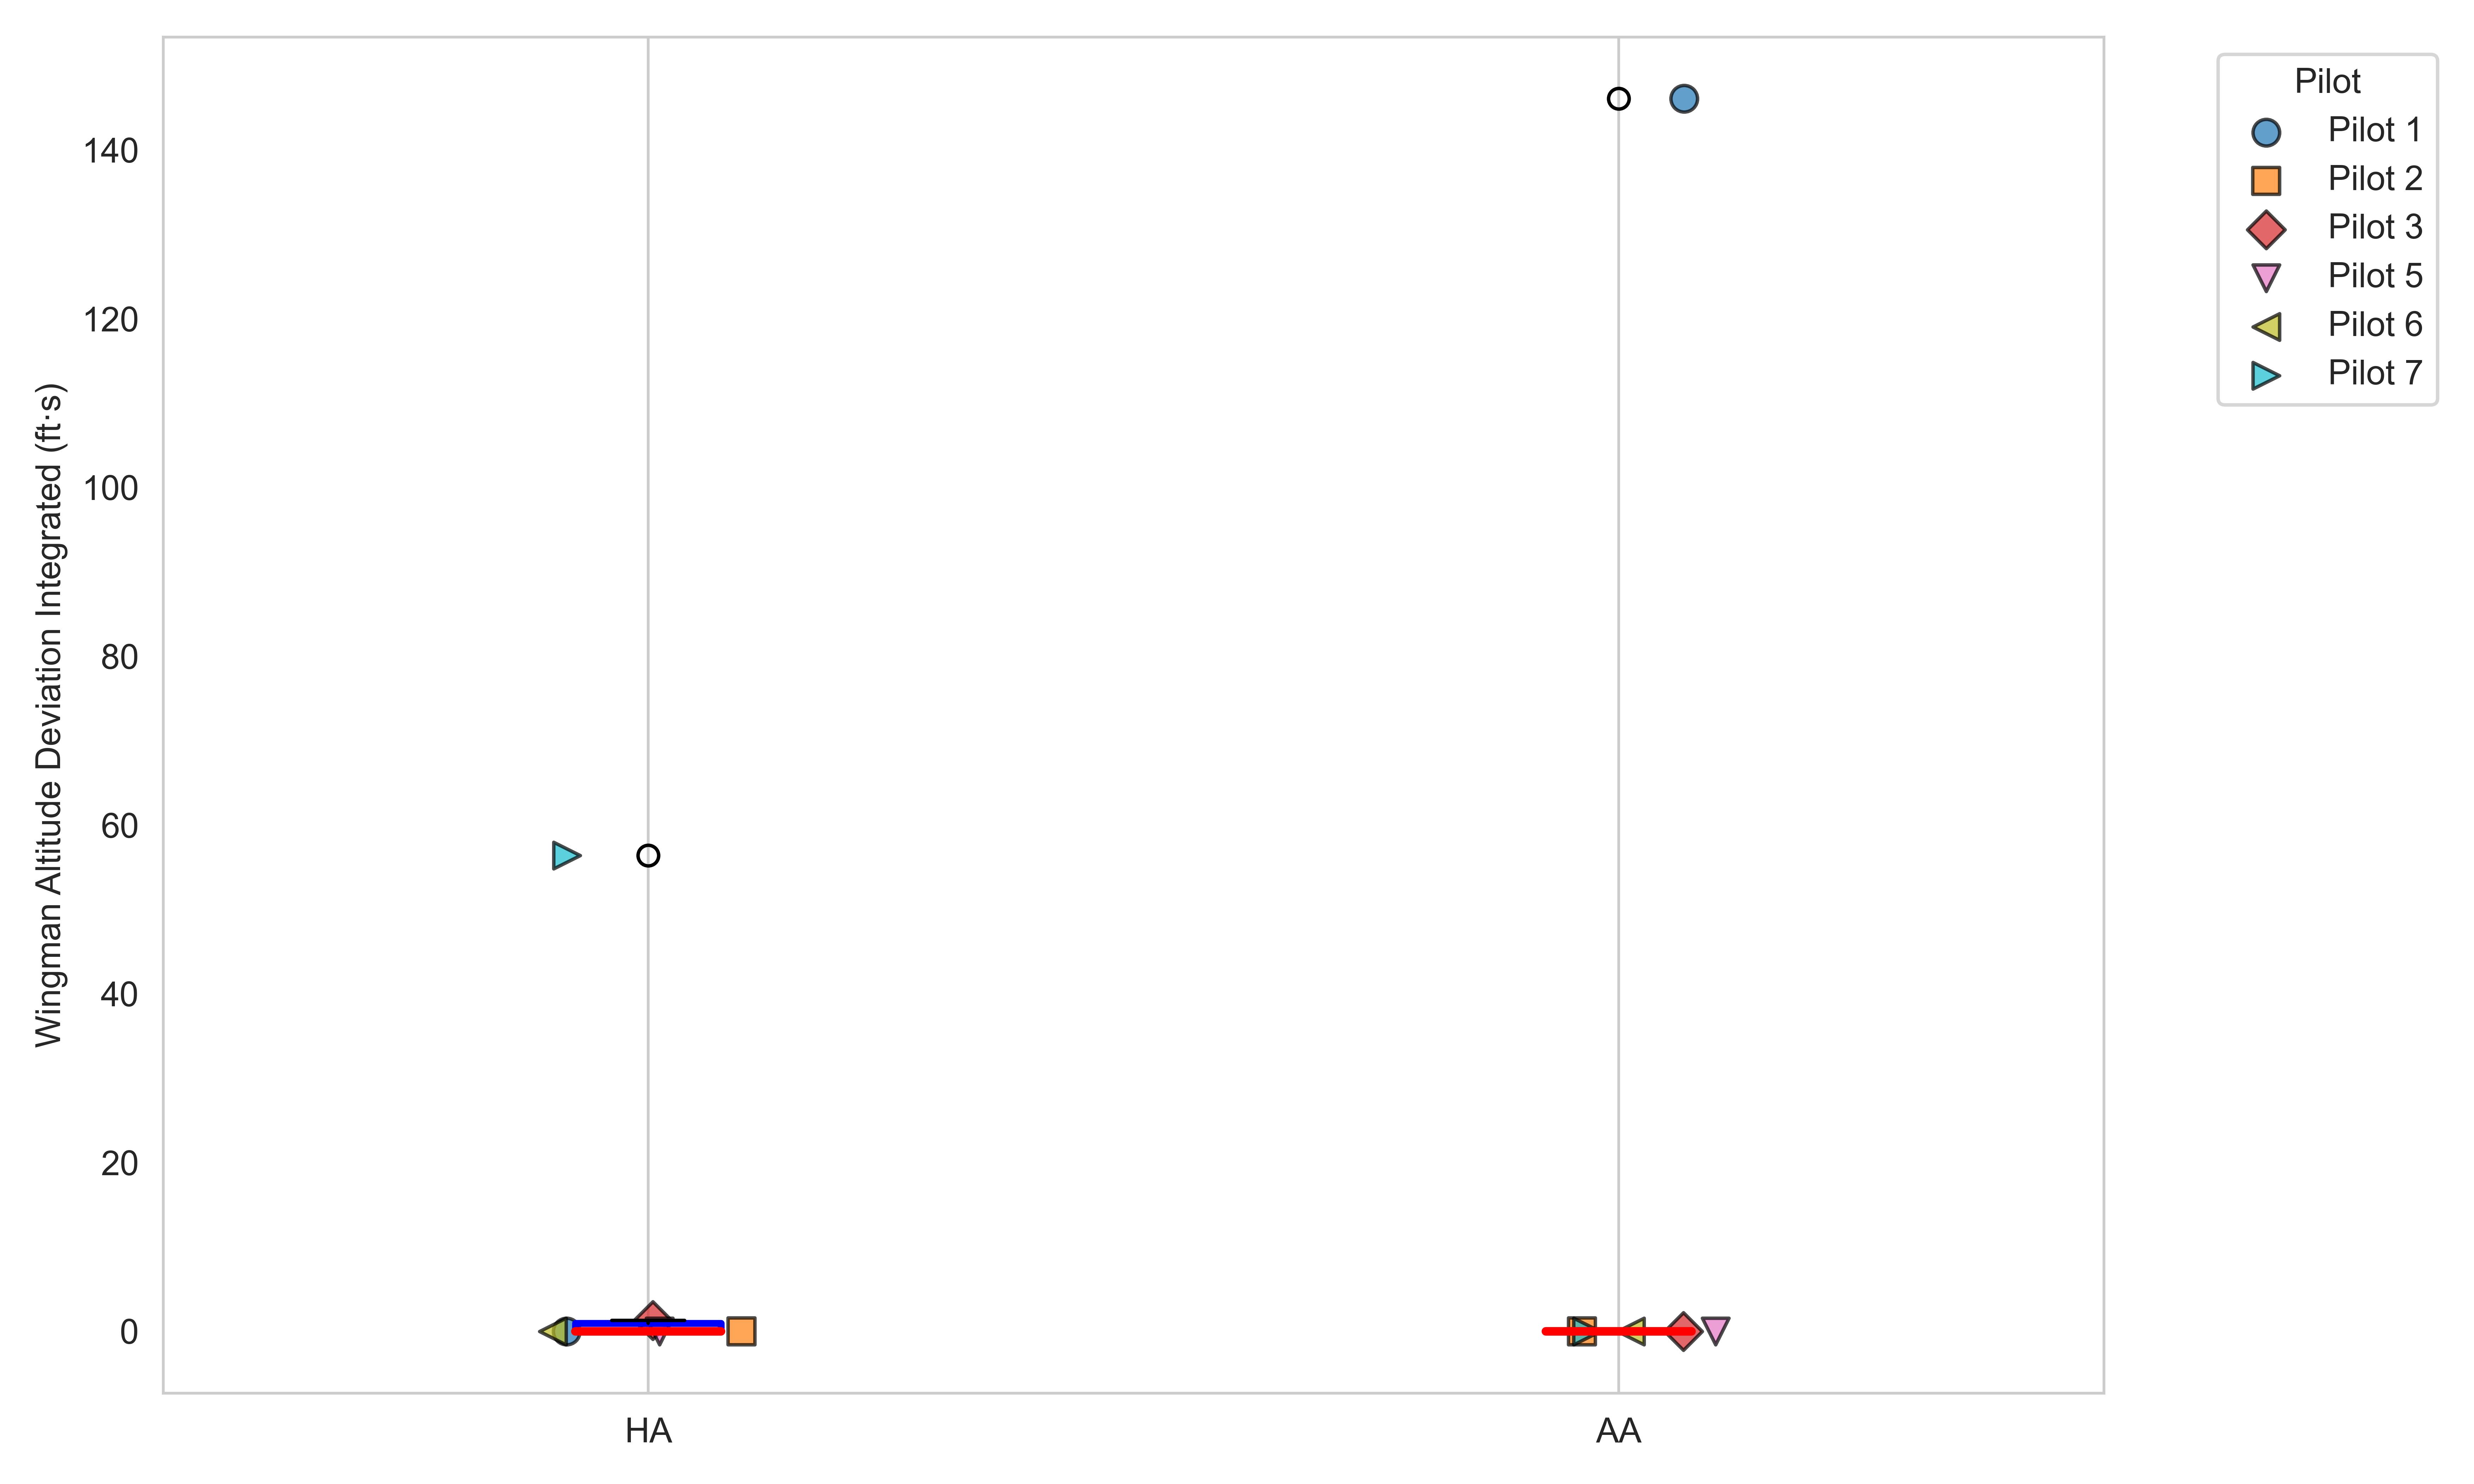 Wingman Altitude Deviation Integrated (ft·s)
140
120
100
80
60
40
20
0
HA
AA
Pilot
Pilot 1
Pilot 2
Pilot 3
Pilot 5
Pilot 6
Pilot 7